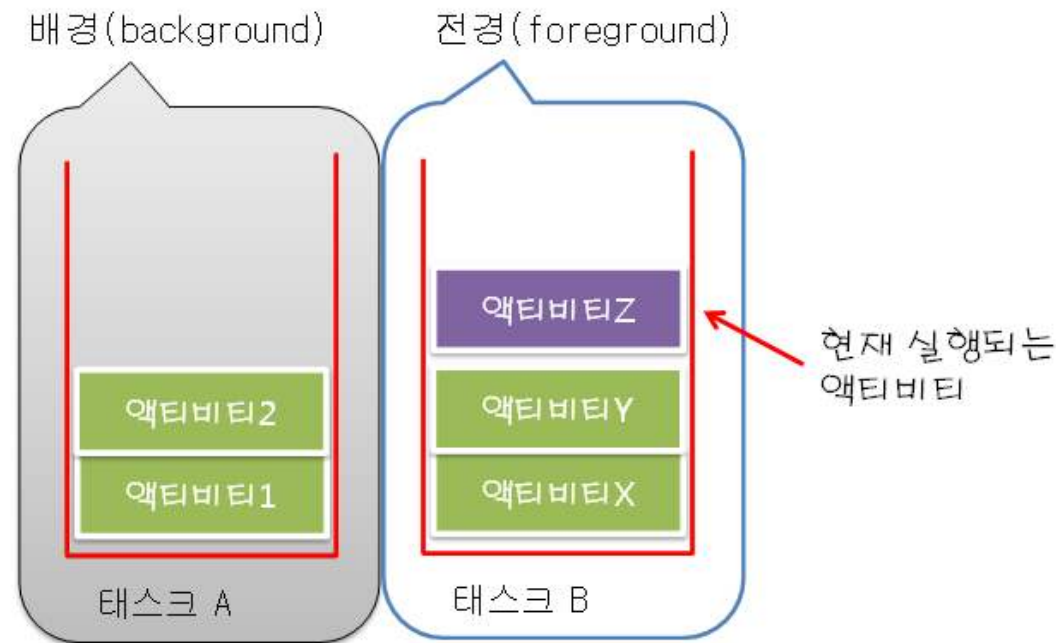 배경(background)
전경(foreground)
액티비티2
액티비티1
태스크 A
액티비티Z
액티비티Y
액티비티X
태스크 B
현재 실행되는
액티비티